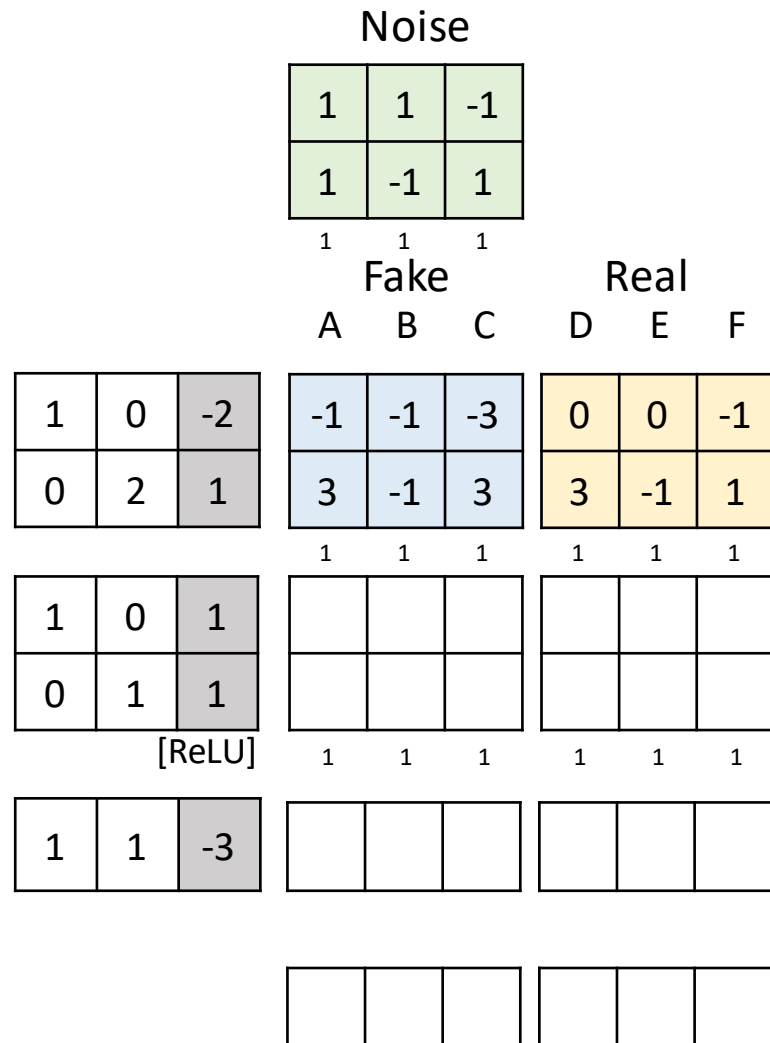 Noise
1 1 -1
1 -1 1
1 1 1
Fake Real
A B C D E F
1 0 -2 -1 -1 -3 0 0 -1
0 2 1 3 -1 3 3 -1 1
1 1 1 1 1 1
1 0 1
0 1 1
[ReLU] 1 1 1 1 1 1
1 1 -3